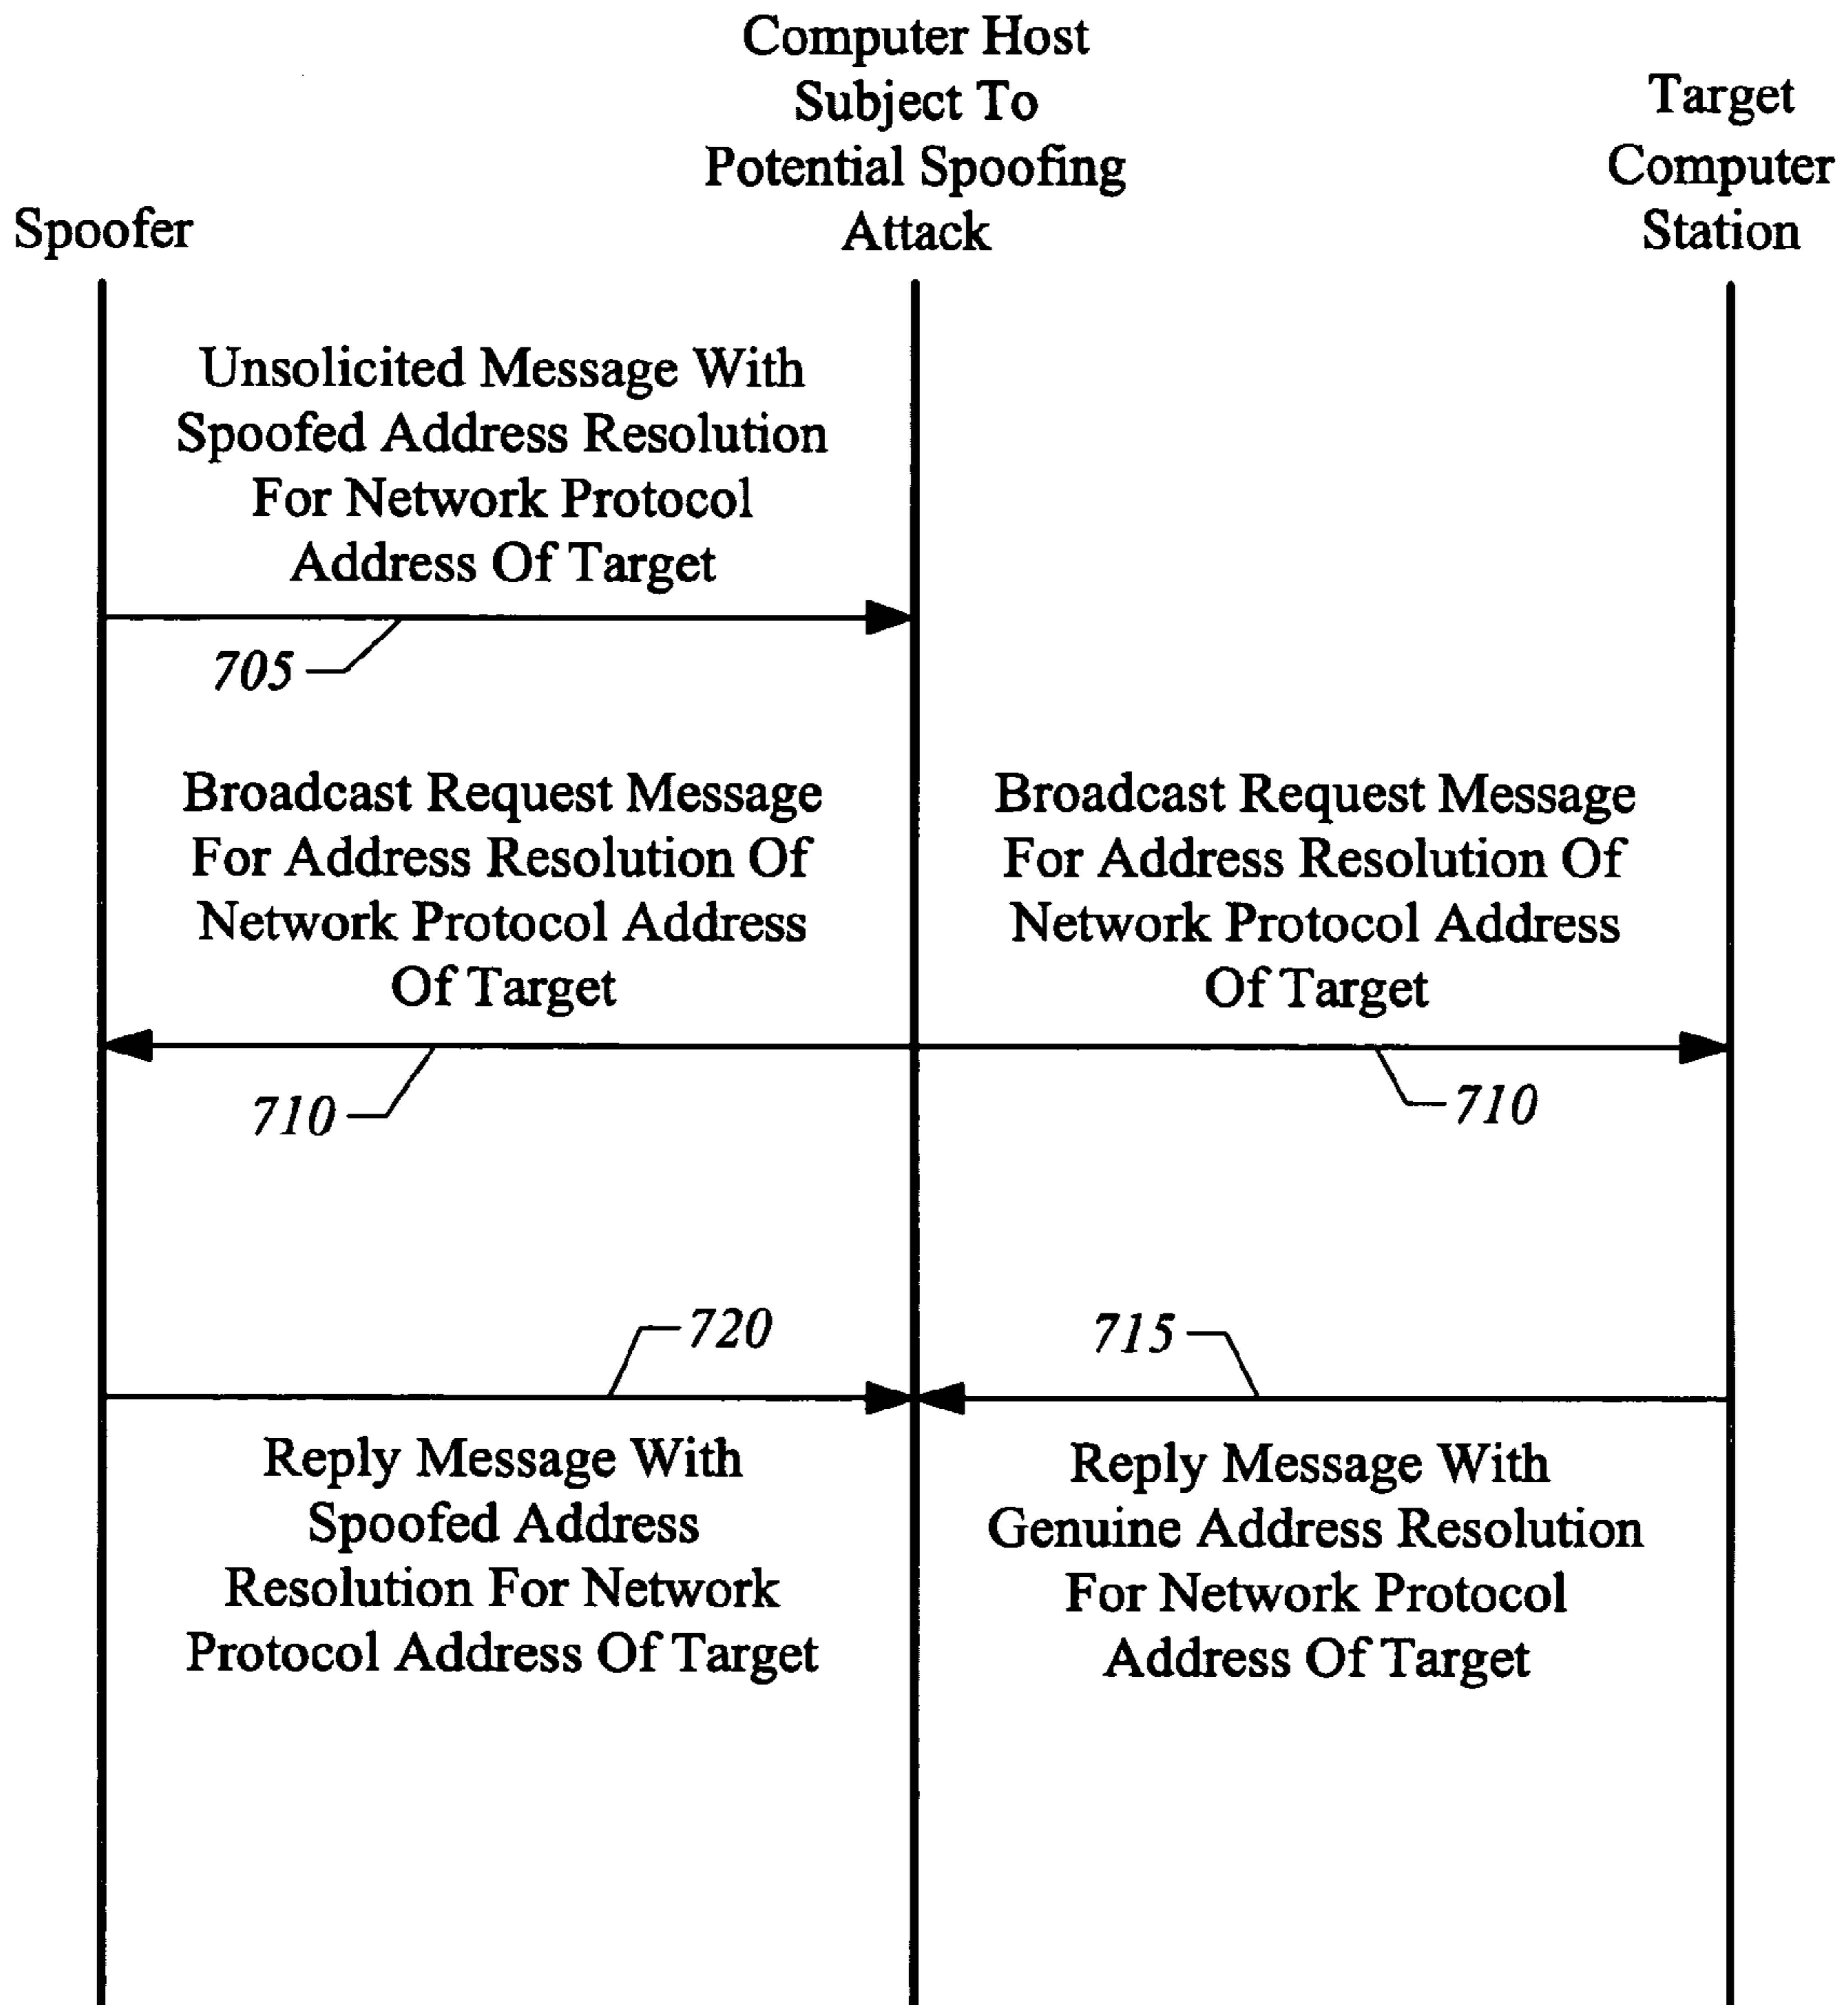 Spoofer
Computer Host
Subject To
Potential Spoofing
Attack
Target
Computer
Station
Unsolicited Message With
Spoofed Address Resolution
For Network Protocol
Address Of Target
705
Broadcast Request Message
For Address Resolution Of
Network Protocol Address
Of Target
710
Broadcast Request Message
For Address Resolution Of
Network Protocol Address
Of Target
710
720
Reply Message With
Spoofed Address
Resolution For Network
Protocol Address Of Target
715
Reply Message With
Genuine Address Resolution
For Network Protocol
Address Of Target